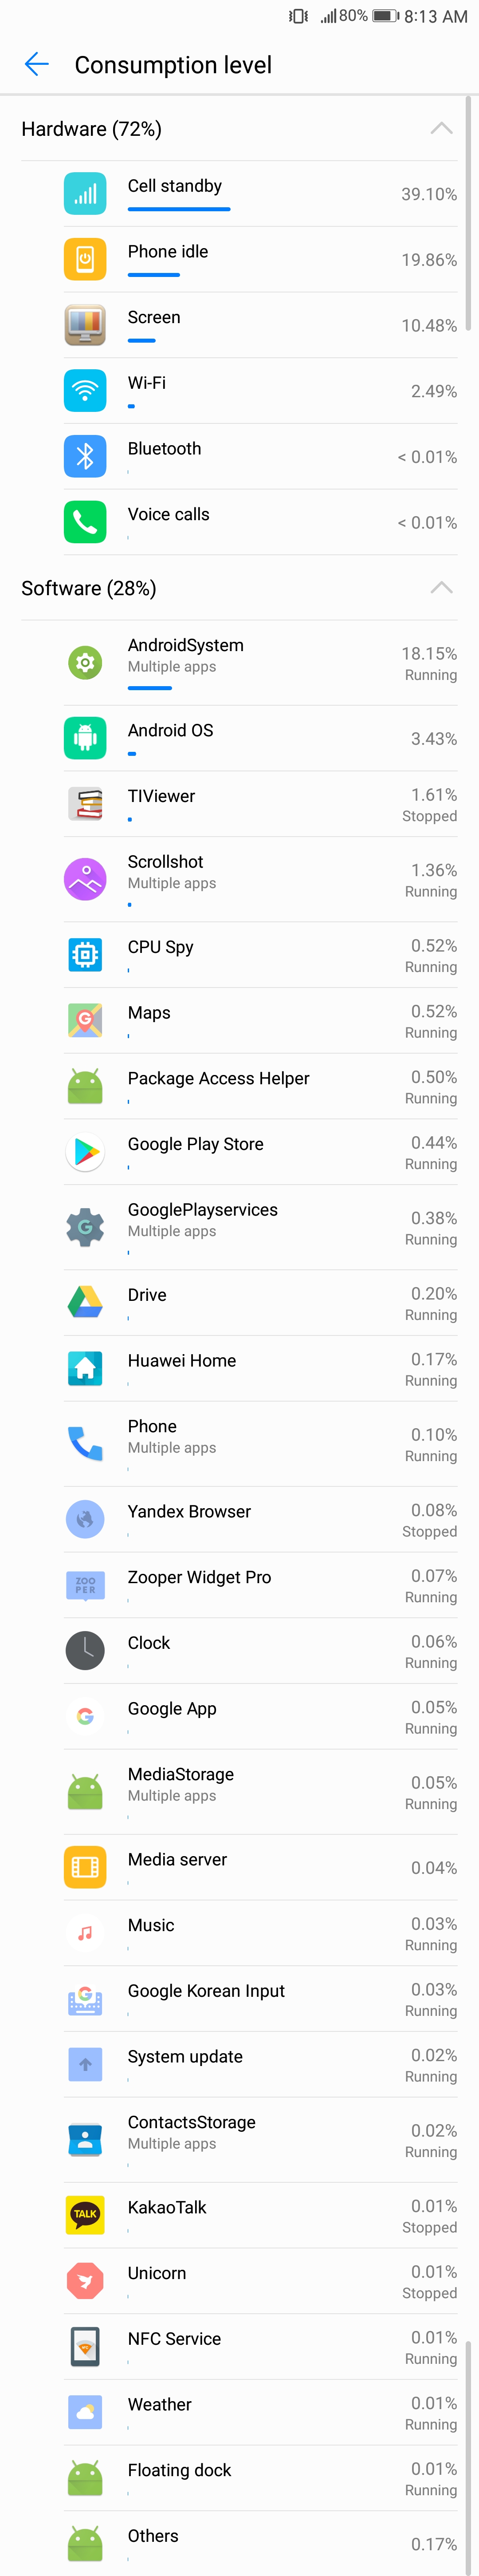 80% 8:13 AM
Consumption level
Hardware (72%)
Cell standby
39.10%
Phone idle
19.86%
Screen
10.48%
Wi-Fi
2.49%
Bluetooth
< 0.01%
Voice calls
< 0.01%
Software (28%)
AndroidSystem
Multiple apps
18.15%
Running
Android OS
3.43%
TIViewer
1.61%
Stopped
Scrollshot
Multiple apps
1.36%
Running
CPU Spy
0.52%
Running
Maps
0.52%
Running
Package Access Helper
0.50%
Running
Google Play Store
0.44%
Running
GooglePlayservices
Multiple apps
0.38%
Running
Drive
0.20%
Running
Huawei Home
0.17%
Running
Phone
Multiple apps
0.10%
Running
Yandex Browser
0.08%
Stopped
ZOO
PER
Zooper Widget Pro
0.07%
Running
Clock
0.06%
Running
Google App
0.05%
Running
MediaStorage
Multiple apps
0.05%
Running
Media server
0.04%
Music
0.03%
Running
Google Korean Input
0.03%
Running
System update
0.02%
Running
ContactsStorage
Multiple apps
0.02%
Running
TALK
KakaoTalk
0.01%
Stopped
Unicorn
0.01%
Stopped
NFC Service
0.01%
Running
Weather
0.01%
Running
Floating dock
0.01%
Running
Others
0.17%